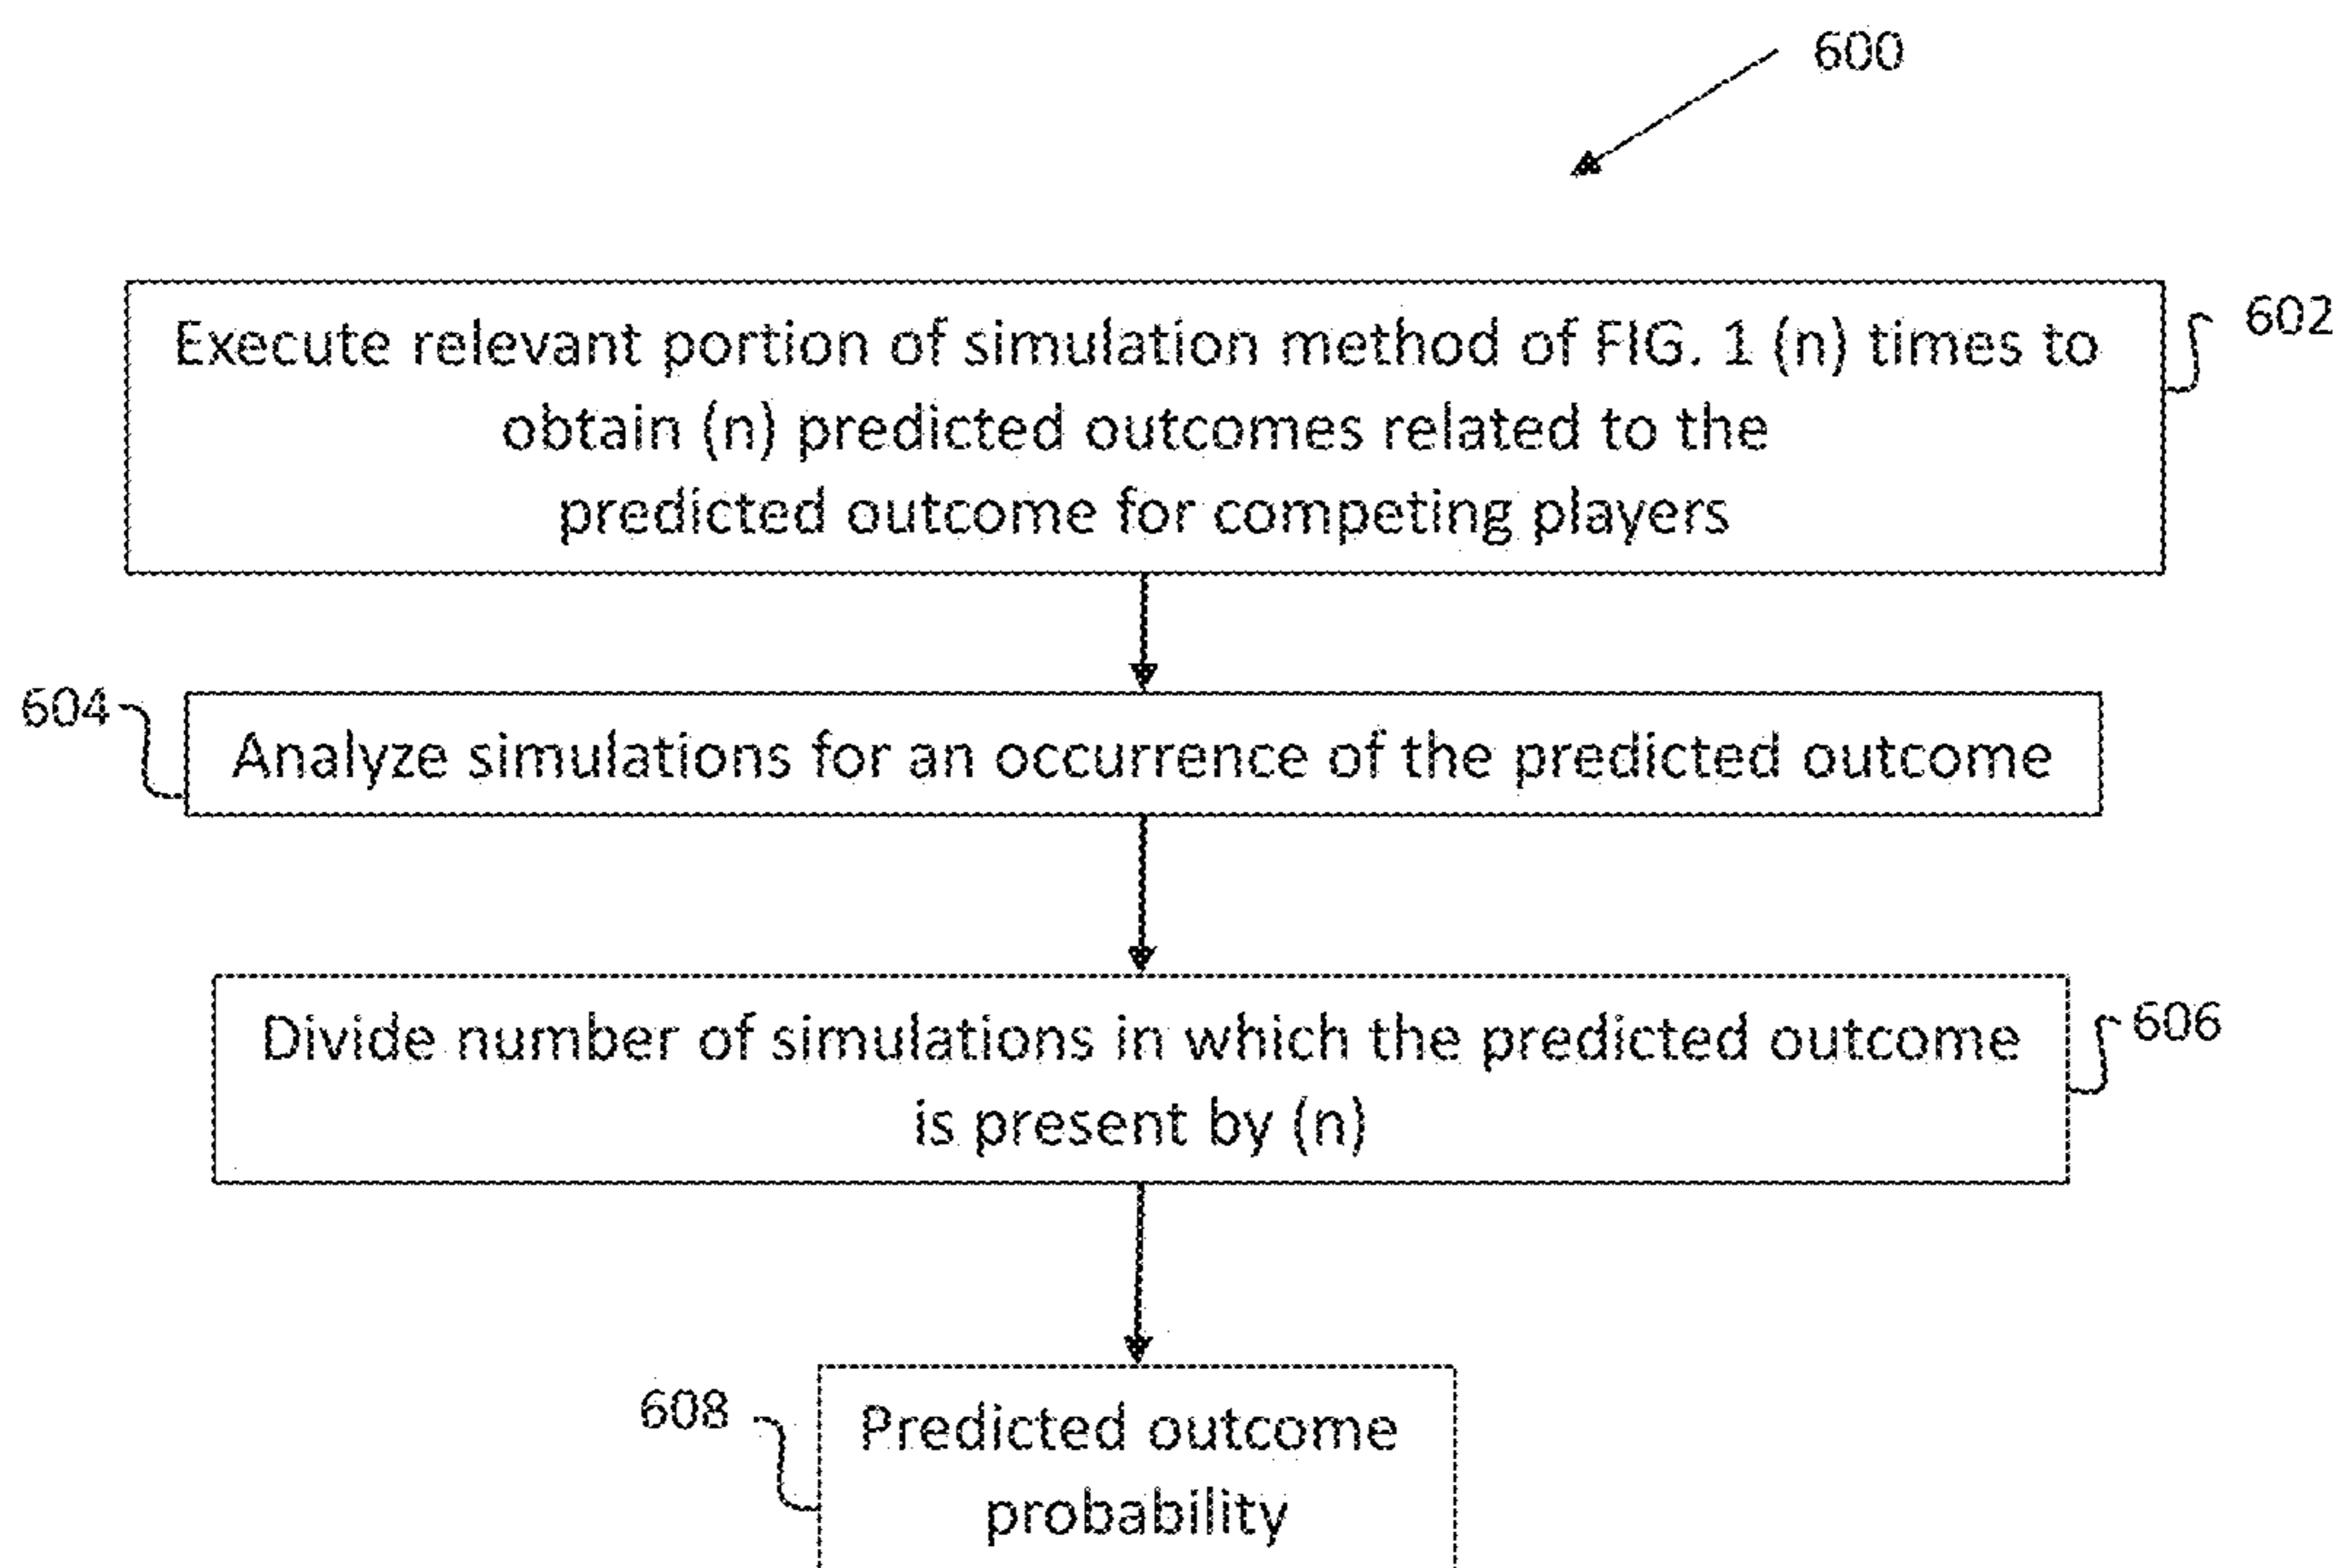 600
Execute relevant portion of simulation method of FIG. 1 (n) times to
obtain (n) predicted outcomes related to the
predicted outcome for competing players
602
604
Analyze simulations for an occurrence of the predicted outcome
Divide number of simulations in which the predicted outcome
is present by (n)
606
608
Predicted outcome
probability